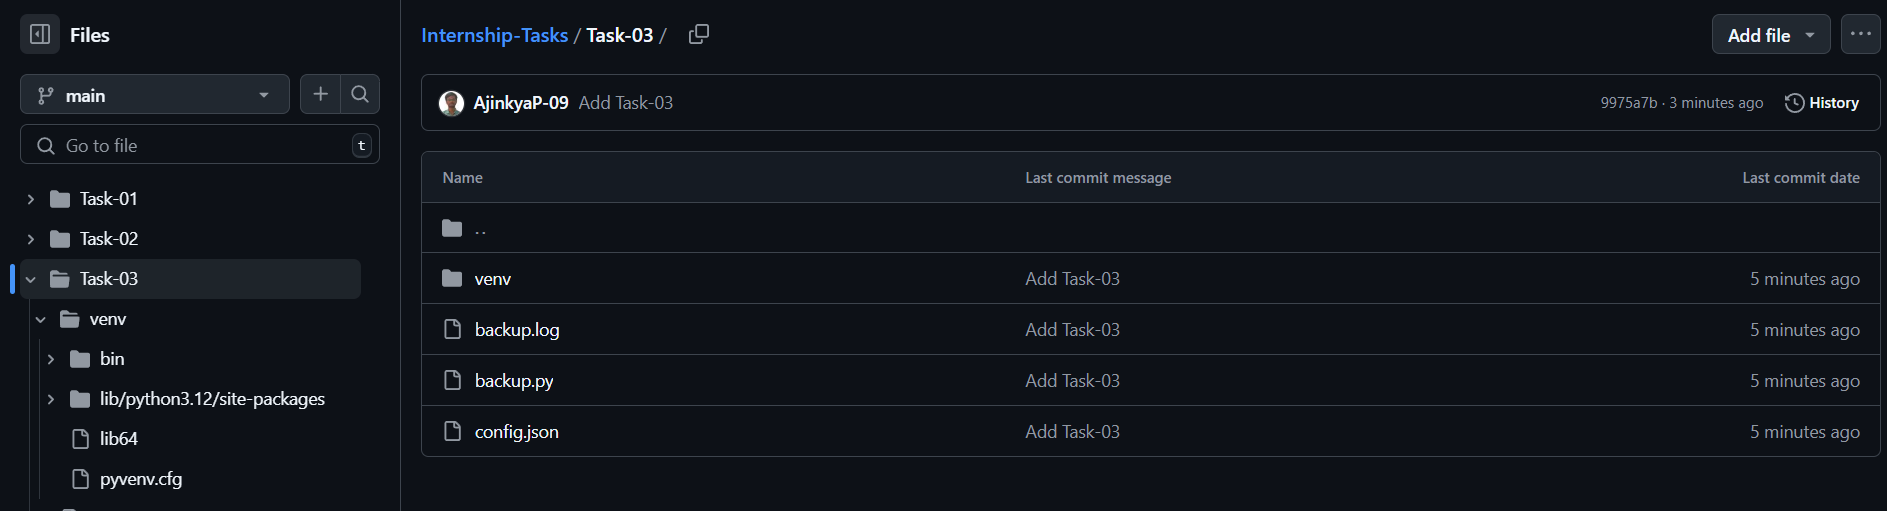 Files
main
Go to file
t
Task-01
Task-02
Task-03
venv
bin
lib/python3.12/site-packages
lib64
pyvenv.cfg
Internship-Tasks / Task-03 /
Add file
AjinkyaP-09 Add Task-03
9975a7b · 3 minutes ago
History
Name Last commit message Last commit date
..
venv Add Task-03 5 minutes ago
backup.log Add Task-03 5 minutes ago
backup.py Add Task-03 5 minutes ago
config.json Add Task-03 5 minutes ago